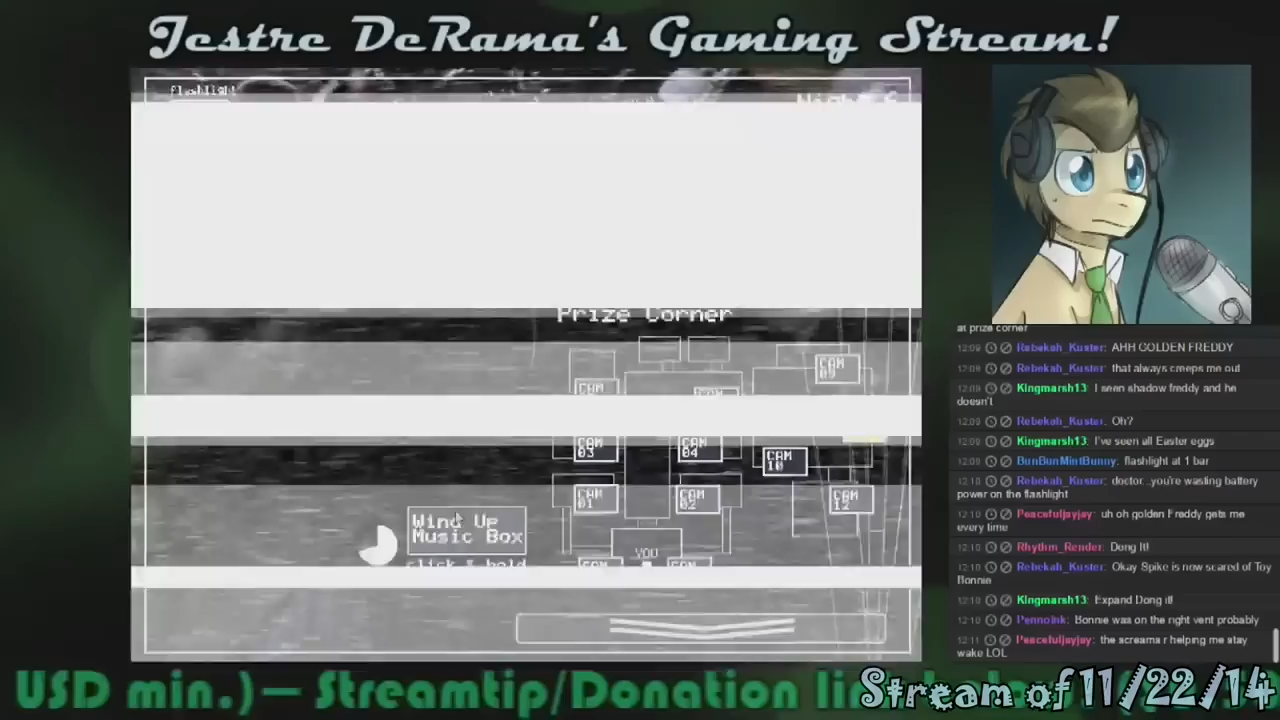 Jestre DeRama's Gaming Stream!
flashlight
Prize Corner
CAM
09
CAM
CAM
03
CAM
04
CAM
10
CAM
01
CAM
02
CAM
12
Wind Up
Music Box
click & hold
YOU
CAM
CAM
at prize corner
12:09 Rebekah_Kuster: AHH GOLDEN FREDDY
12:09 Rebekah_Kuster: that always creeps me out
12:09 Kingmarsh13: I seen shadow freddy and he
doesn't
12:09 Rebekah_Kuster: Oh?
12:09 Kingmarsh13: I've seen all Easter eggs
12:09 BunBunMintBunny: flashlight at 1 bar
12:10 Rebekah_Kuster: doctor..you're wasting battery
power on the flashlight
12:10 Peacefuljayjay: uh oh golden Freddy gets me
every time
12:10 Rhythm_Render: Dong It!
12:10 Rebekah_Kuster: Okay Spike is now scared of Toy
Bonnie
12:10 Kingmarsh13: Expand Dong it!
12:10 Pennoink: Bonnie was on the right vent probably
12:11 Peacefuljayjay: the screams r helping me stay
wake LOL
USD min.) — Streamtip/Donation
Stream of 11/22/14